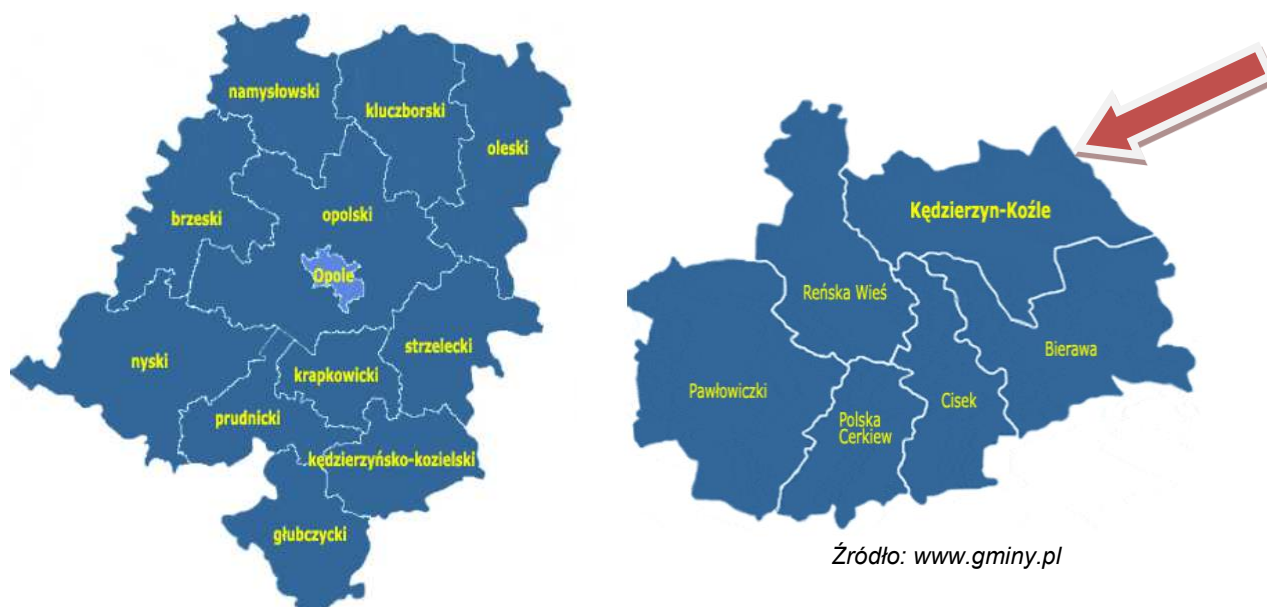 namysłowski
kluczborski
oleski
brzeski
opolski
Opole
strzelecki
nyski
krapkowicki
prudnicki
kędzierzyńsko-kozielski
głubczycki
Kędzierzyn-Koźle
Reńska Wieś
Bierawa
Pawłowiczki
Cisek
Polska
Cerkiew
Źródło: www.gminy.pl